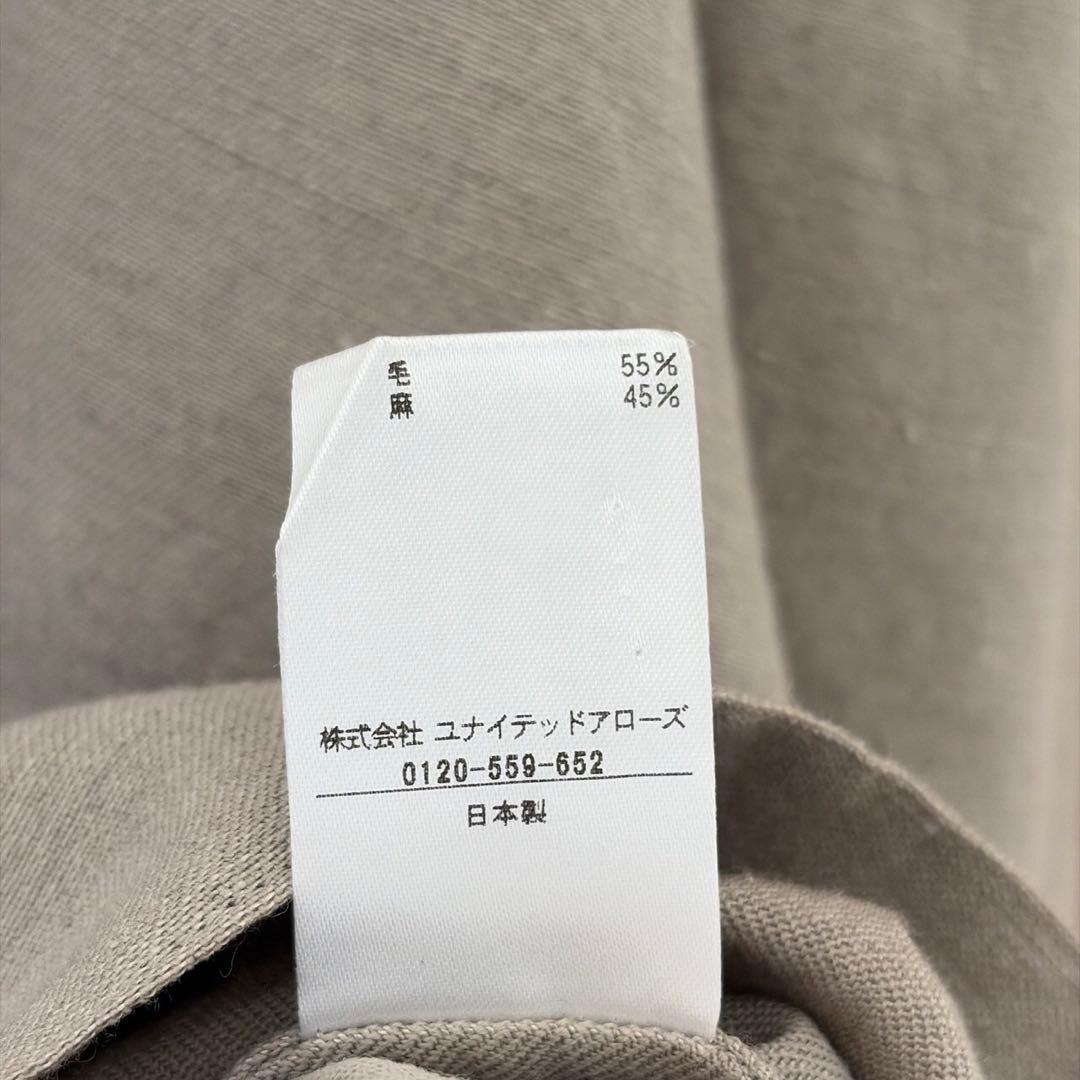 毛 55%
麻 45%
株式会社 ユナイテッドアローズ
0120-559-652
日本製